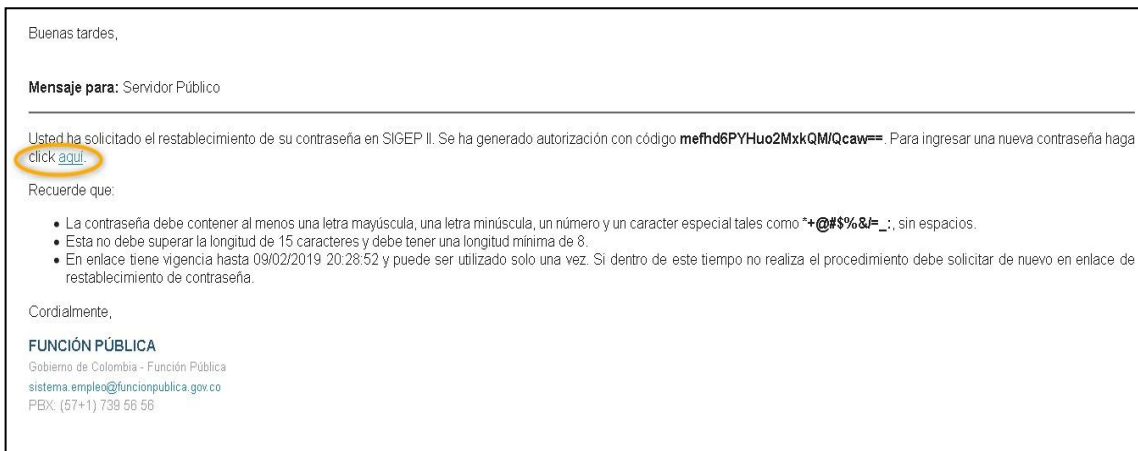 Buenas tardes,
Mensaje para: Servidor Público
Usted ha solicitado el restablecimiento de su contraseña en SIGEP II. Se ha generado autorización con código mefhd6PYHuo2MxkQM/Qcaw==. Para ingresar una nueva contraseña haga
click aquí.
Recuerde que:
• La contraseña debe contener al menos una letra mayúscula, una letra minúscula, un número y un caracter especial tales como *+@#$%&/=_:, sin espacios.
• Esta no debe superar la longitud de 15 caracteres y debe tener una longitud mínima de 8.
• En enlace tiene vigencia hasta 09/02/2019 20:28:52 y puede ser utilizado solo una vez. Si dentro de este tiempo no realiza el procedimiento debe solicitar de nuevo en enlace de
restablecimiento de contraseña.
Cordialmente,
FUNCIÓN PÚBLICA
Gobierno de Colombia - Función Pública
sistema.empleo@funcionpublica.gov.co
PBX: (57+1) 739 56 56